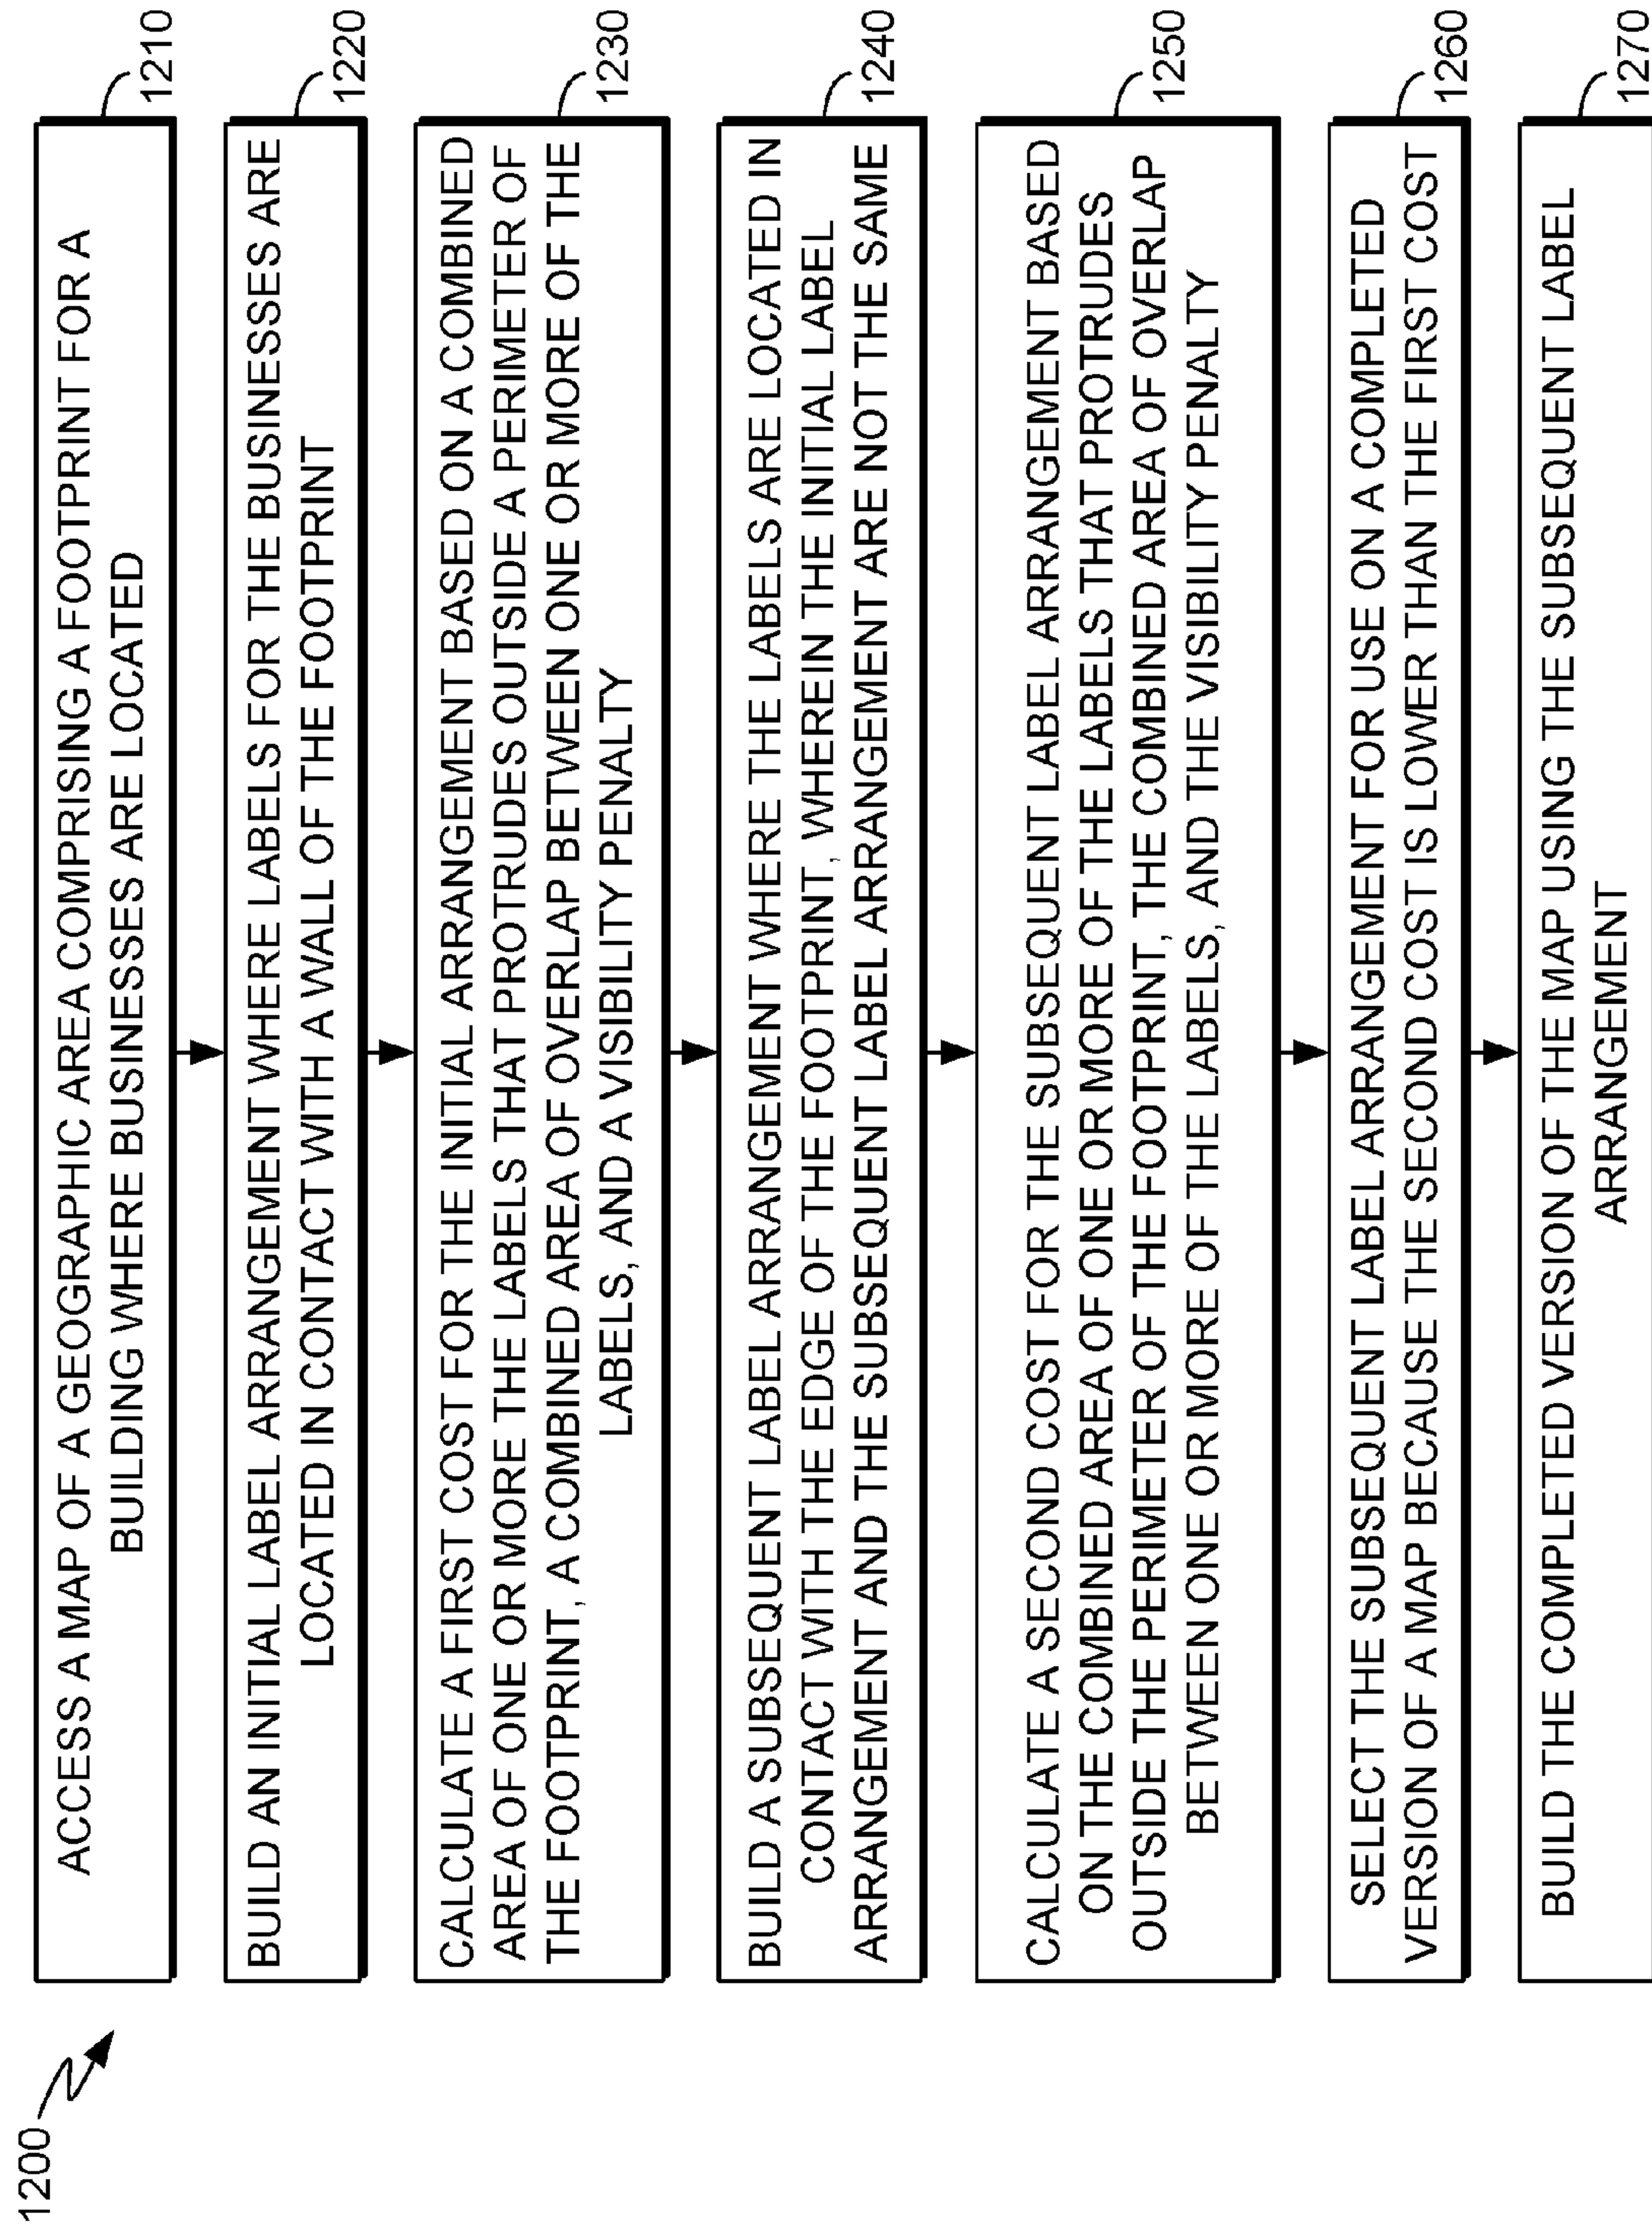 1200
ACCESS A MAP OF A GEOGRAPHIC AREA COMPRISING A FOOTPRINT FOR A
BUILDING WHERE BUSINESSES ARE LOCATED
1210
BUILD AN INITIAL LABEL ARRANGEMENT WHERE LABELS FOR THE BUSINESSES ARE
LOCATED IN CONTACT WITH A WALL OF THE FOOTPRINT
1220
CALCULATE A FIRST COST FOR THE INITIAL ARRANGEMENT BASED ON A COMBINED
AREA OF ONE OR MORE THE LABELS THAT PROTRUDES OUTSIDE A PERIMETER OF
THE FOOTPRINT, A COMBINED AREA OF OVERLAP BETWEEN ONE OR MORE OF THE
LABELS, AND A VISIBILITY PENALTY
1230
BUILD A SUBSEQUENT LABEL ARRANGEMENT WHERE THE LABELS ARE LOCATED IN
CONTACT WITH THE EDGE OF THE FOOTPRINT, WHEREIN THE INITIAL LABEL
ARRANGEMENT AND THE SUBSEQUENT LABEL ARRANGEMENT ARE NOT THE SAME
1240
CALCULATE A SECOND COST FOR THE SUBSEQUENT LABEL ARRANGEMENT BASED
ON THE COMBINED AREA OF ONE OR MORE OF THE LABELS THAT PROTRUDES
OUTSIDE THE PERIMETER OF THE FOOTPRINT, THE COMBINED AREA OF OVERLAP
BETWEEN ONE OR MORE OF THE LABELS, AND THE VISIBILITY PENALTY
1250
SELECT THE SUBSEQUENT LABEL ARRANGEMENT FOR USE ON A COMPLETED
VERSION OF A MAP BECAUSE THE SECOND COST IS LOWER THAN THE FIRST COST
1260
BUILD THE COMPLETED VERSION OF THE MAP USING THE SUBSEQUENT LABEL
ARRANGEMENT
1270